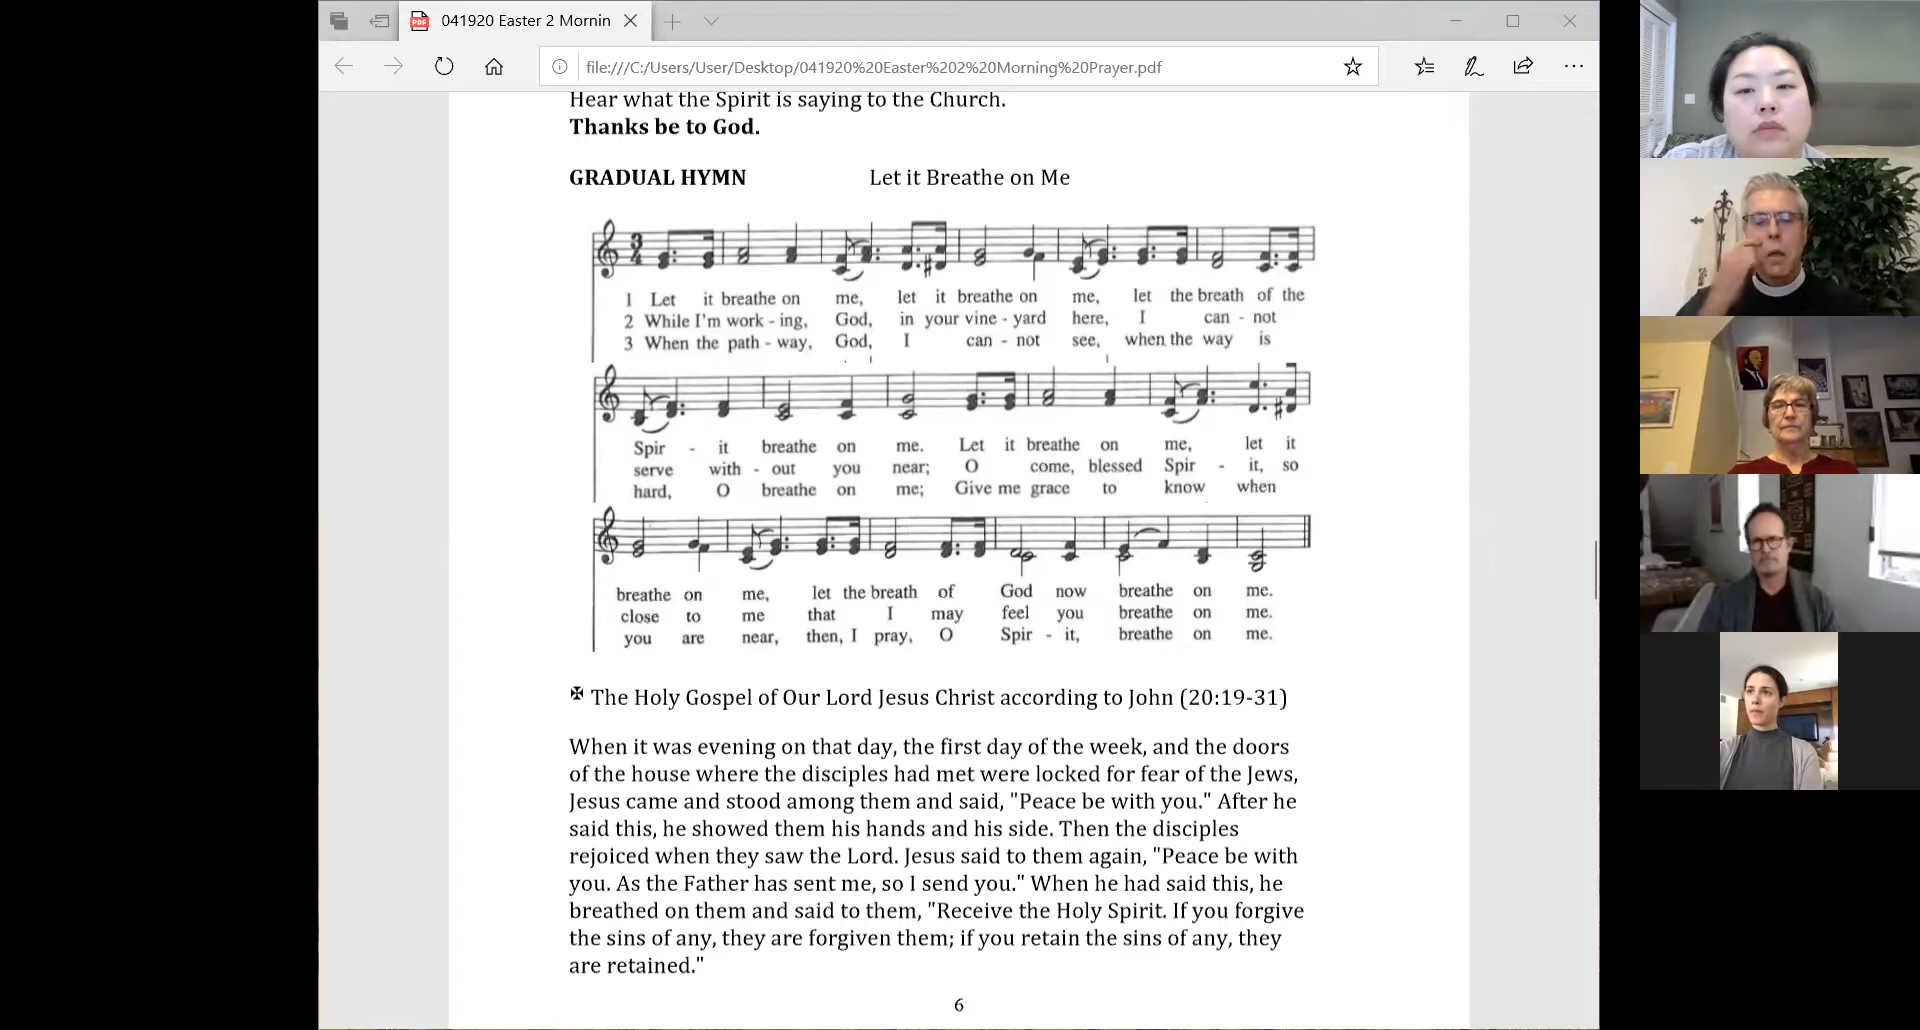 041920 Easter 2 Mornin
file:///C:/Users/User/Desktop/041920%20Easter%202%20Morning%20Prayer.pdf
Hear what the Spirit is saying to the Church.
Thanks be to God.
GRADUAL HYMN Let it Breathe on Me
1 Let it breathe on me, let it breathe on me, let the breath of the
2 While I'm work - ing, God, in your vine - yard here, I can - not
3 When the path - way, God, I can - not see, when the way is
Spir - it breathe on me. Let it breathe on me, let it
serve with - out you near; O come, blessed Spir - it, so
hard, O breathe on me; Give me grace to know when
breathe on me, let the breath of God now breathe on me.
close to me that I may feel you breathe on me.
you are near, then, I pray, O Spir - it, breathe on me.
✠ The Holy Gospel of Our Lord Jesus Christ according to John (20:19-31)
When it was evening on that day, the first day of the week, and the doors
of the house where the disciples had met were locked for fear of the Jews,
Jesus came and stood among them and said, "Peace be with you." After he
said this, he showed them his hands and his side. Then the disciples
rejoiced when they saw the Lord. Jesus said to them again, "Peace be with
you. As the Father has sent me, so I send you." When he had said this, he
breathed on them and said to them, "Receive the Holy Spirit. If you forgive
the sins of any, they are forgiven them; if you retain the sins of any, they
are retained."
6